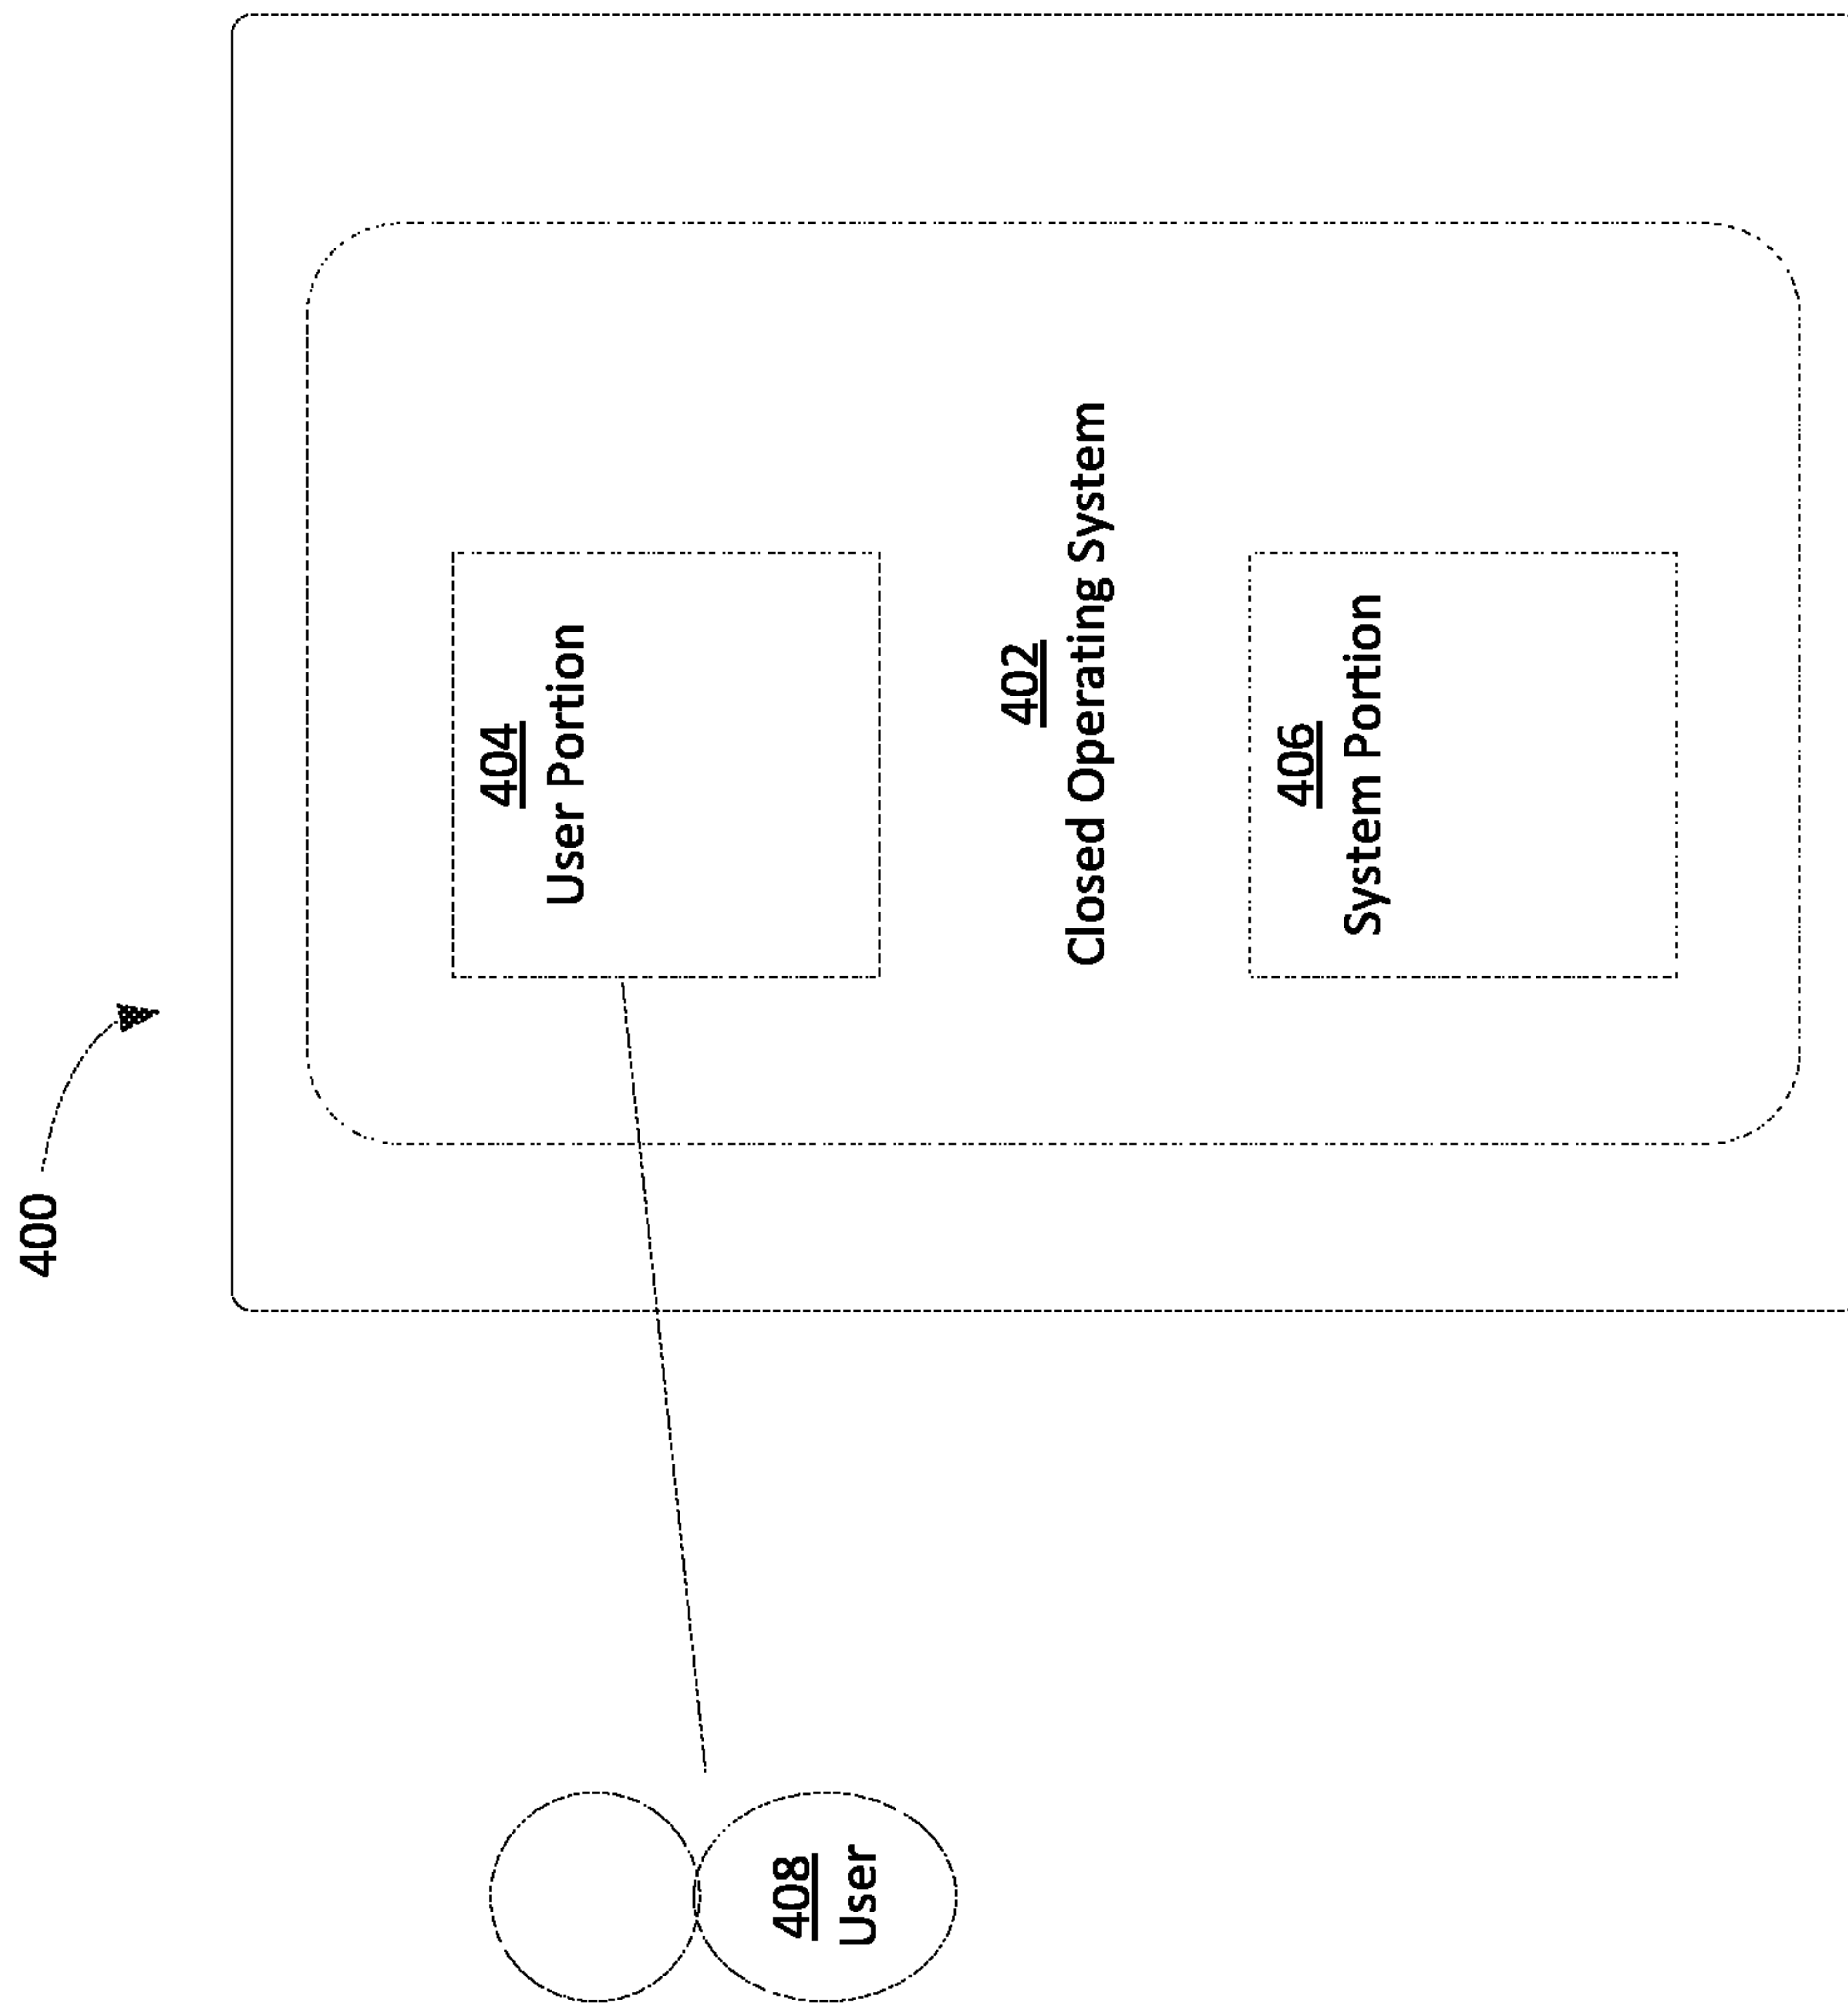 400
404
User Portion
402
Closed Operating System
406
System Portion
408
User